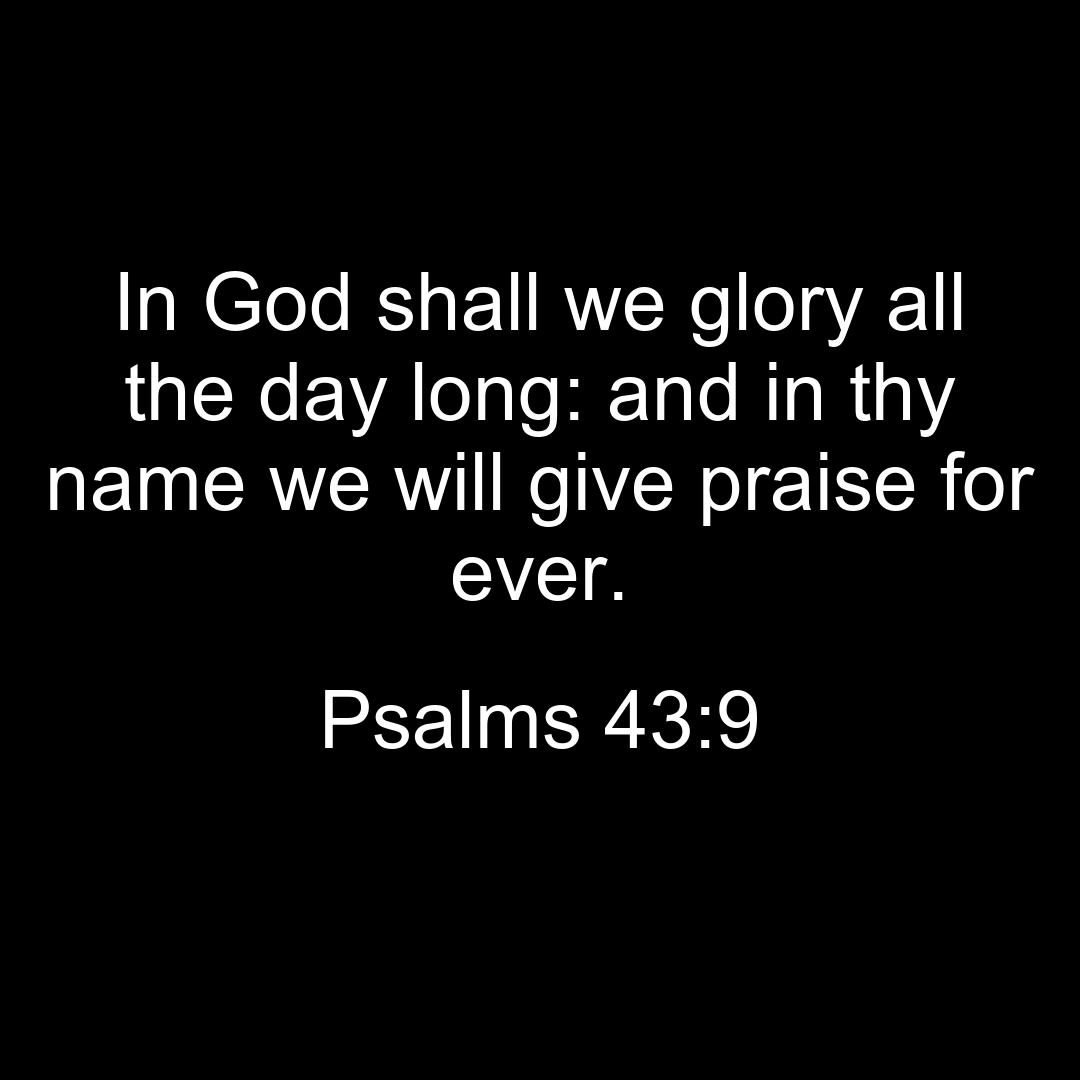 In God shall we glory all
the day long: and in thy
name we will give praise for
ever.
Psalms 43:9